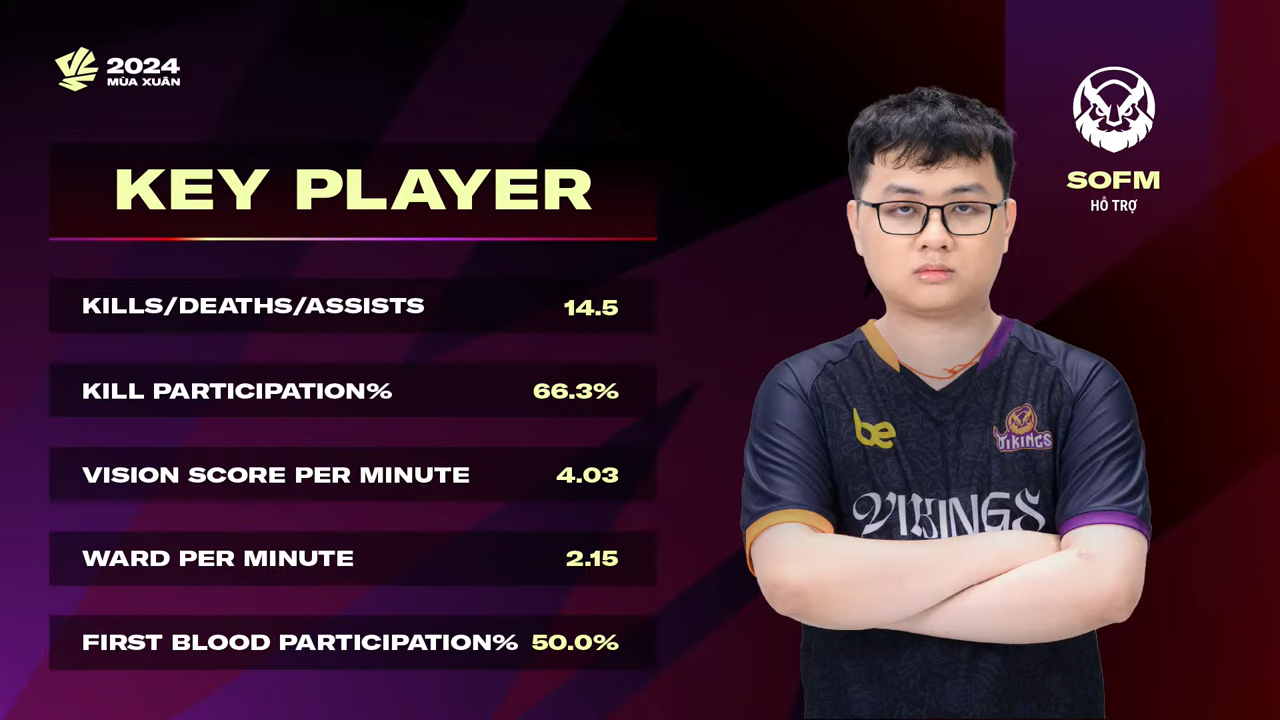 2024
MÙA XUÂN
KEY PLAYER
KILLS/DEATHS/ASSISTS 14.5
KILL PARTICIPATION% 66.3%
VISION SCORE PER MINUTE 4.03
WARD PER MINUTE 2.15
FIRST BLOOD PARTICIPATION% 50.0%
SOFM
HỖ TRỢ
be
VIKINGS
VIKINGS